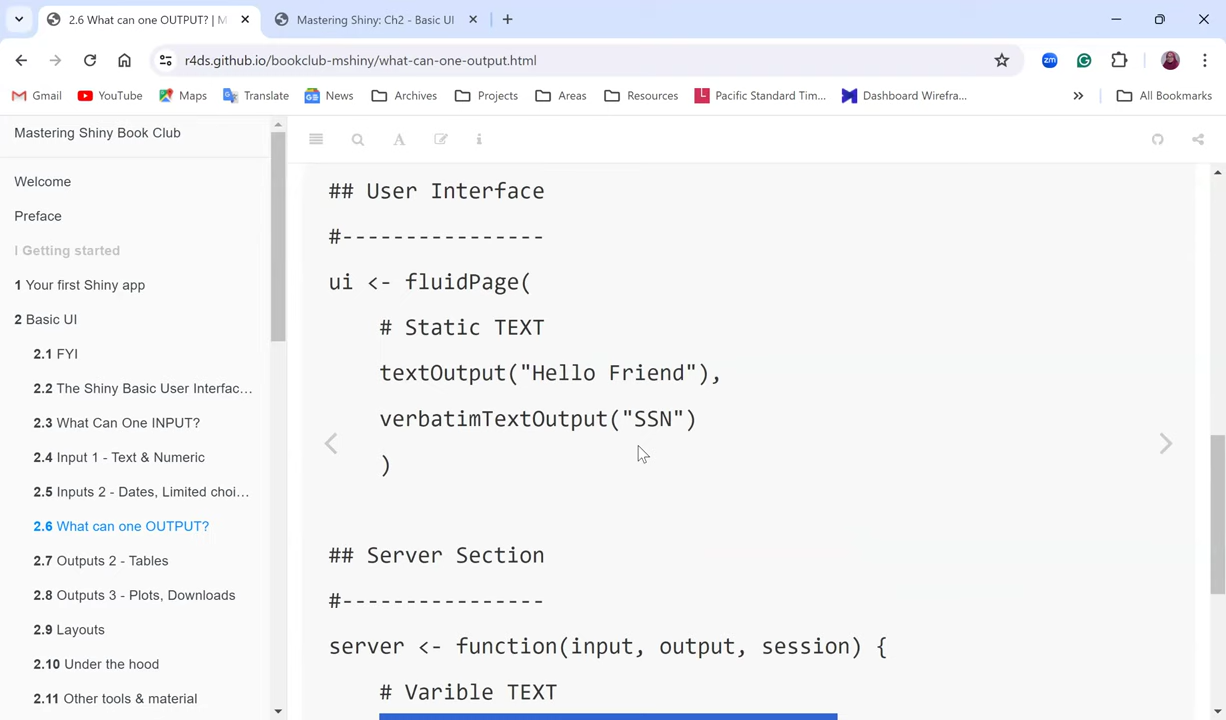 2.6 What can one OUTPUT? | M
Mastering Shiny: Ch2 - Basic UI
r4ds.github.io/bookclub-mshiny/what-can-one-output.html
zm
Gmail
YouTube
Maps
Translate
News
Archives
Projects
Areas
Resources
Pacific Standard Tim...
Dashboard Wirefra...
All Bookmarks
Mastering Shiny Book Club
Welcome
Preface
I Getting started
1 Your first Shiny app
2 Basic UI
2.1 FYI
2.2 The Shiny Basic User Interfac...
2.3 What Can One INPUT?
2.4 Input 1 - Text & Numeric
2.5 Inputs 2 - Dates, Limited choi...
2.6 What can one OUTPUT?
2.7 Outputs 2 - Tables
2.8 Outputs 3 - Plots, Downloads
2.9 Layouts
2.10 Under the hood
2.11 Other tools & material
## User Interface
#----------------
ui <- fluidPage(
# Static TEXT
textOutput("Hello Friend"),
verbatimTextOutput("SSN")
)
## Server Section
#----------------
server <- function(input, output, session) {
# Varible TEXT